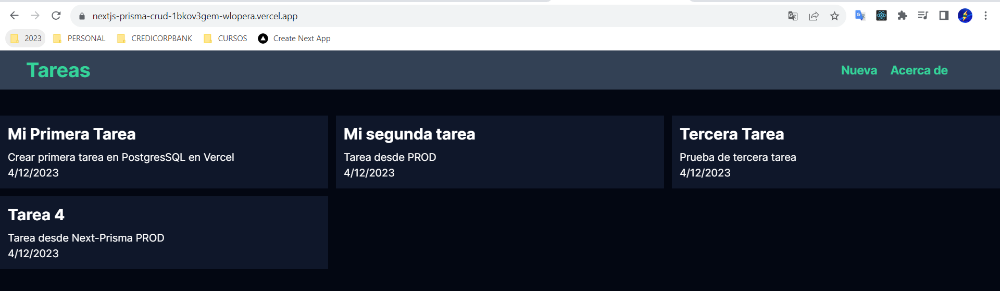 nextjs-prisma-crud-1bkov3gem-wlopera.vercel.app
2023 PERSONAL CREDICORPBANK CURSOS Create Next App
Tareas Nueva Acerca de
Mi Primera Tarea
Crear primera tarea en PostgresSQL en Vercel
4/12/2023
Mi segunda tarea
Tarea desde PROD
4/12/2023
Tercera Tarea
Prueba de tercera tarea
4/12/2023
Tarea 4
Tarea desde Next-Prisma PROD
4/12/2023